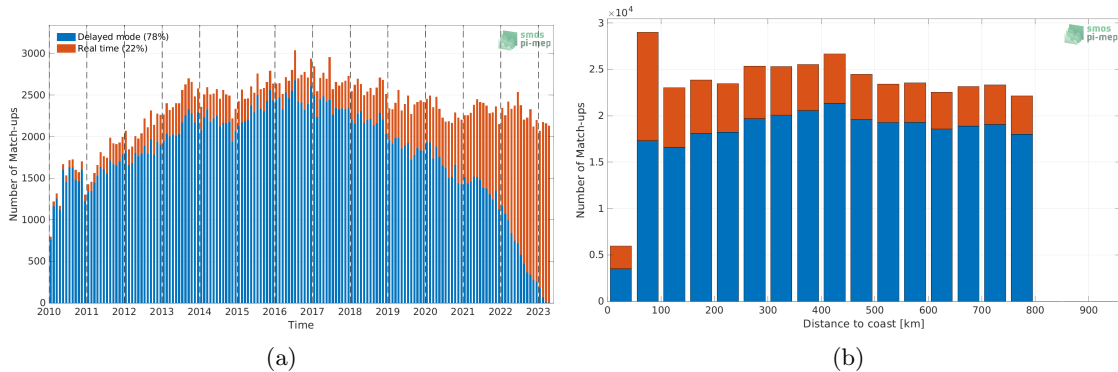 Delayed mode (78%)
Real time (22%)
smos
pi-mep
Number of Match-ups
3000
2500
2000
1500
1000
500
0
2010 2011 2012 2013 2014 2015 2016 2017 2018 2019 2020 2021 2022 2023
Time
(a)
×10⁴
smos
pi-mep
Number of Match-ups
3
2.5
2
1.5
1
0.5
0
0 100 200 300 400 500 600 700 800 900
Distance to coast [km]
(b)